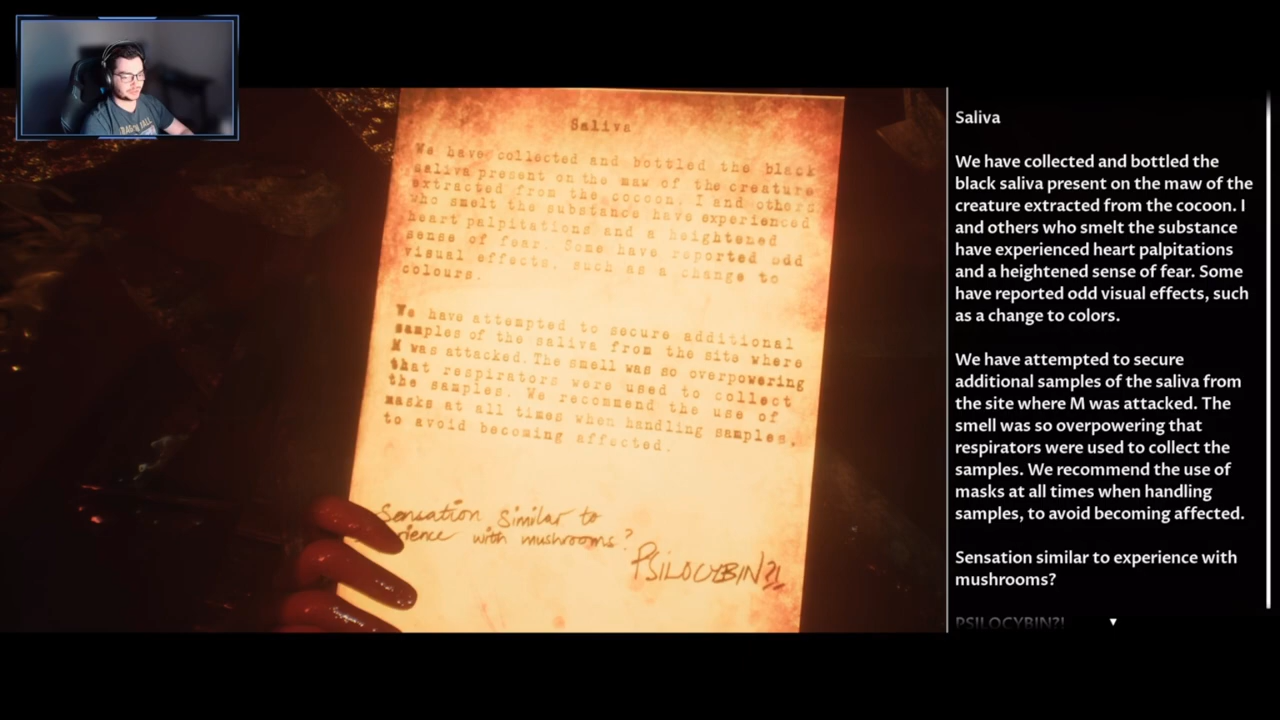 Saliva
We have collected and bottled the black
saliva present on the maw of the creature
extracted from the cocoon. I and others
who smelt the substance have experienced
heart palpitations and a heightened
sense of fear. Some have reported odd
visual effects, such as a change to
colours.
We have attempted to secure additional
samples of the saliva from the site where
M was attacked. The smell was so overpowering
that respirators were used to collect
the samples. We recommend the use of
masks at all times when handling samples,
to avoid becoming affected.
Sensation similar to
rience with mushrooms?
PSILOCYBIN?!
Saliva
We have collected and bottled the
black saliva present on the maw of the
creature extracted from the cocoon. I
and others who smelt the substance
have experienced heart palpitations
and a heightened sense of fear. Some
have reported odd visual effects, such
as a change to colors.
We have attempted to secure
additional samples of the saliva from
the site where M was attacked. The
smell was so overpowering that
respirators were used to collect the
samples. We recommend the use of
masks at all times when handling
samples, to avoid becoming affected.
Sensation similar to experience with
mushrooms?
PSILOCYBIN?!